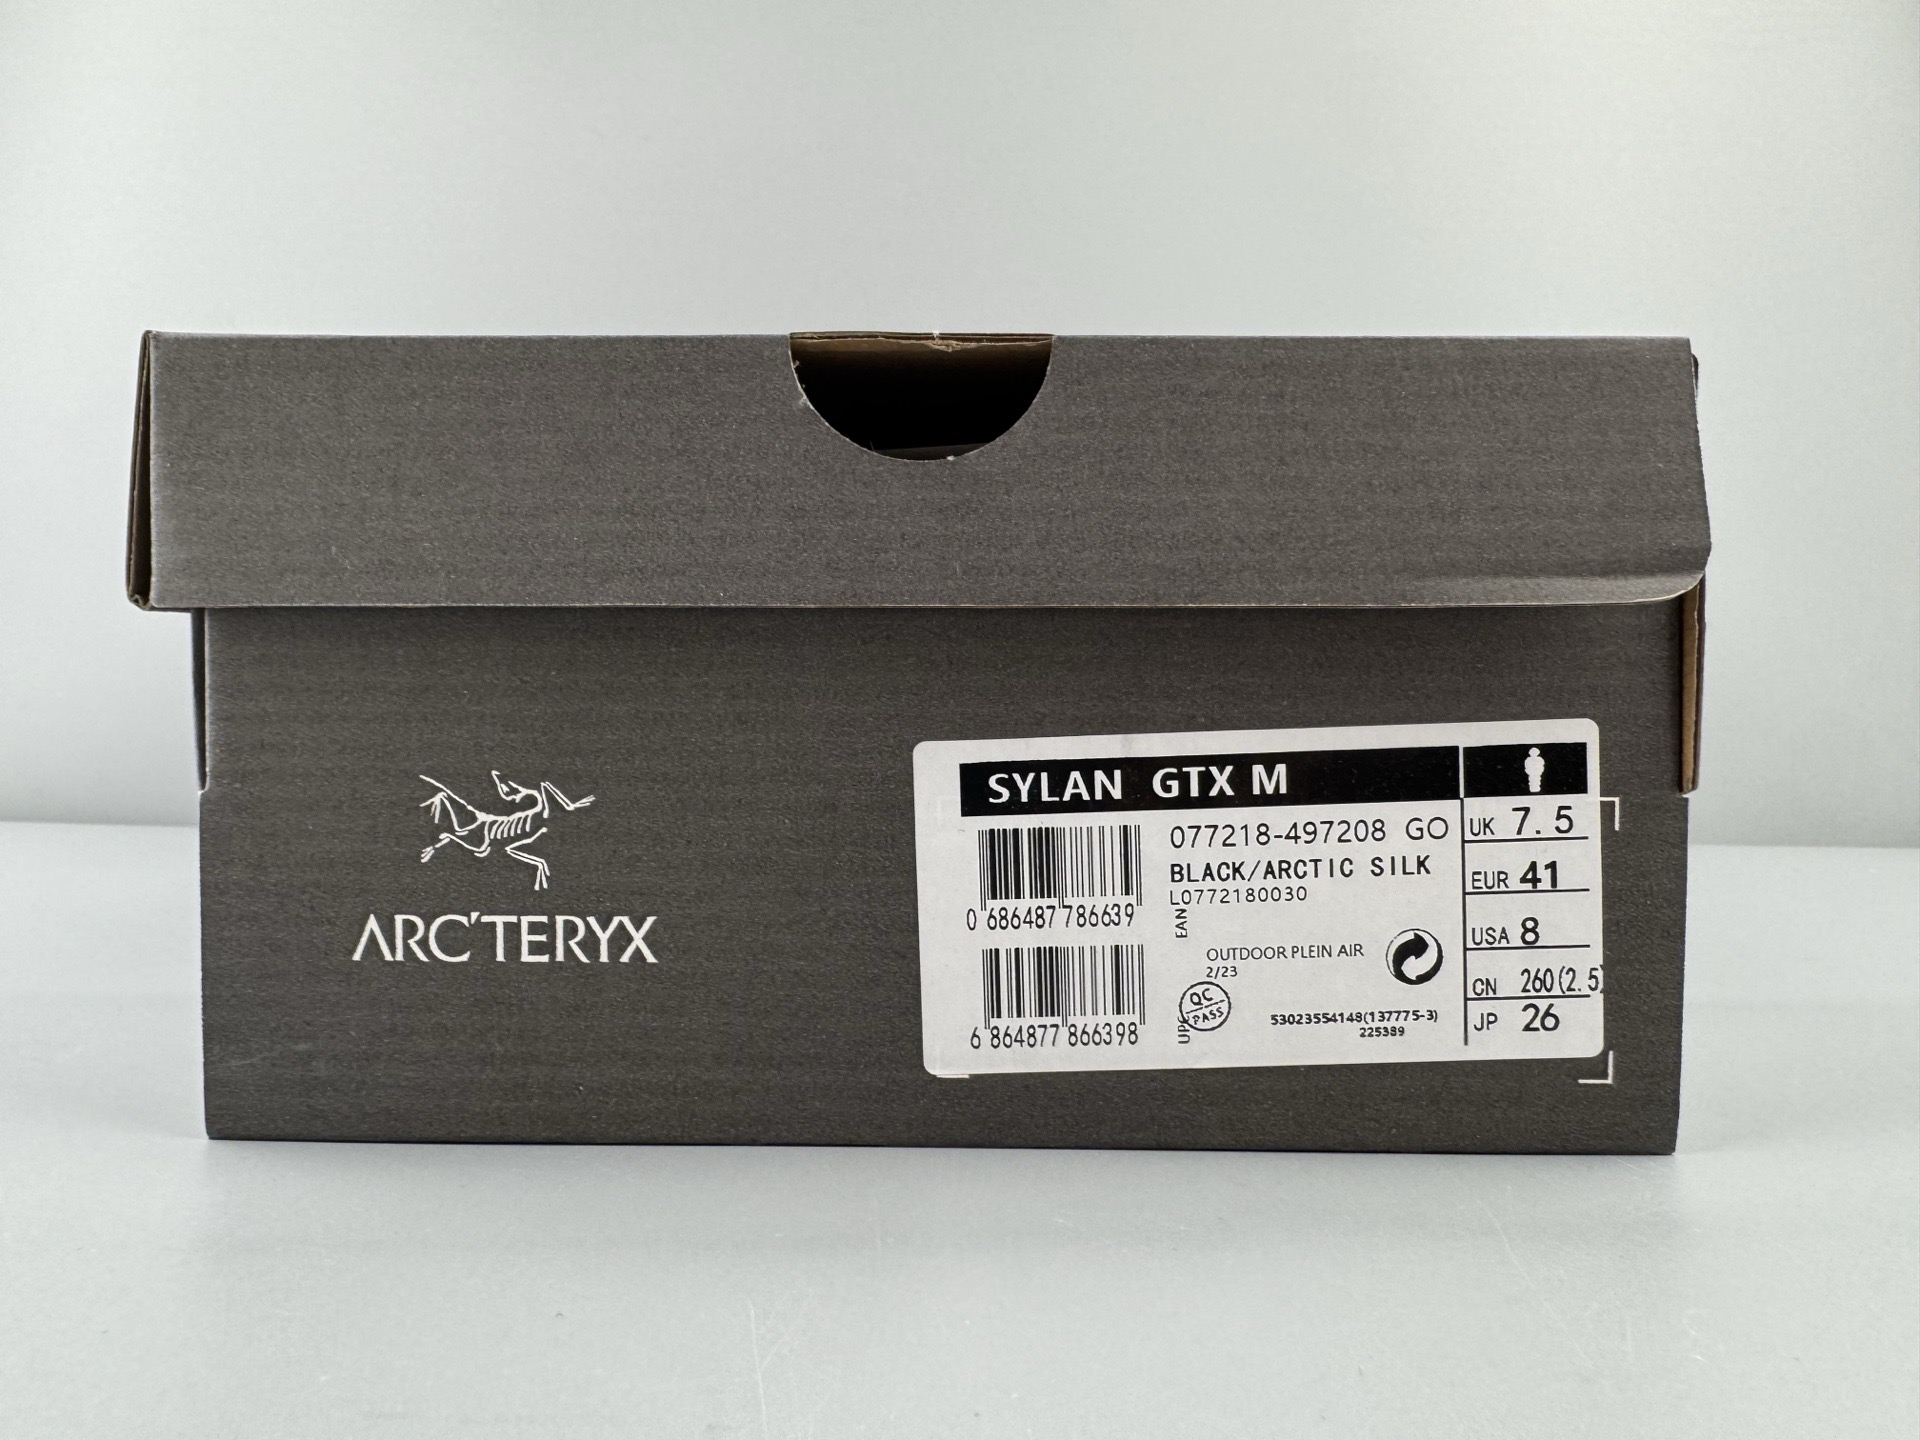 ARC'TERYX
SYLAN GTX M
077218-497208 GO
BLACK/ARCTIC SILK
L0772180030
0 686487 786639
EAN
OUTDOOR PLEIN AIR
2/23
QC
PASS
UPC
6 864877 866398
53023554148(137775-3)
225389
UK 7.5
EUR 41
USA 8
CN 260(2.5)
JP 26